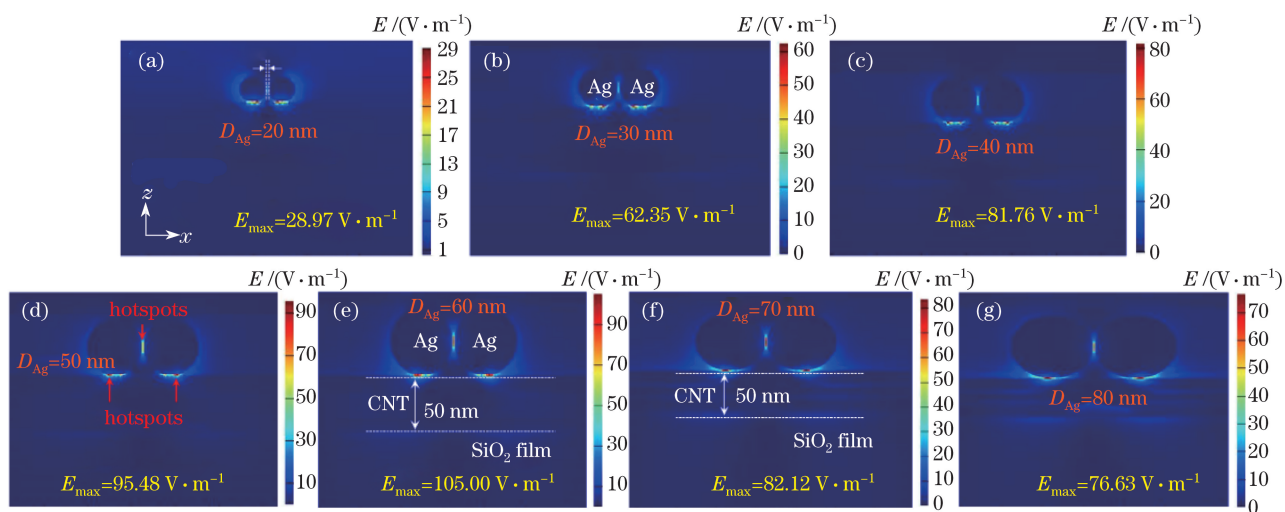 E /(V · m⁻¹)
(a)
D_Ag=20 nm
z
x
E_max=28.97 V · m⁻¹
29
25
21
17
13
9
5
1
E /(V · m⁻¹)
(b)
Ag Ag
D_Ag=30 nm
E_max=62.35 V · m⁻¹
60
50
40
30
20
10
0
E /(V · m⁻¹)
(c)
D_Ag=40 nm
E_max=81.76 V · m⁻¹
80
60
40
20
0
E /(V · m⁻¹)
(d)
hotspots
D_Ag=50 nm
hotspots
E_max=95.48 V · m⁻¹
90
70
50
30
10
E /(V · m⁻¹)
(e)
D_Ag=60 nm
Ag Ag
CNT
50 nm
SiO₂ film
E_max=105.00 V · m⁻¹
90
70
50
30
10
E /(V · m⁻¹)
(f)
D_Ag=70 nm
CNT
50 nm
SiO₂ film
E_max=82.12 V · m⁻¹
80
70
60
50
40
30
20
10
0
E /(V · m⁻¹)
(g)
D_Ag=80 nm
E_max=76.63 V · m⁻¹
70
60
50
40
30
20
10
0